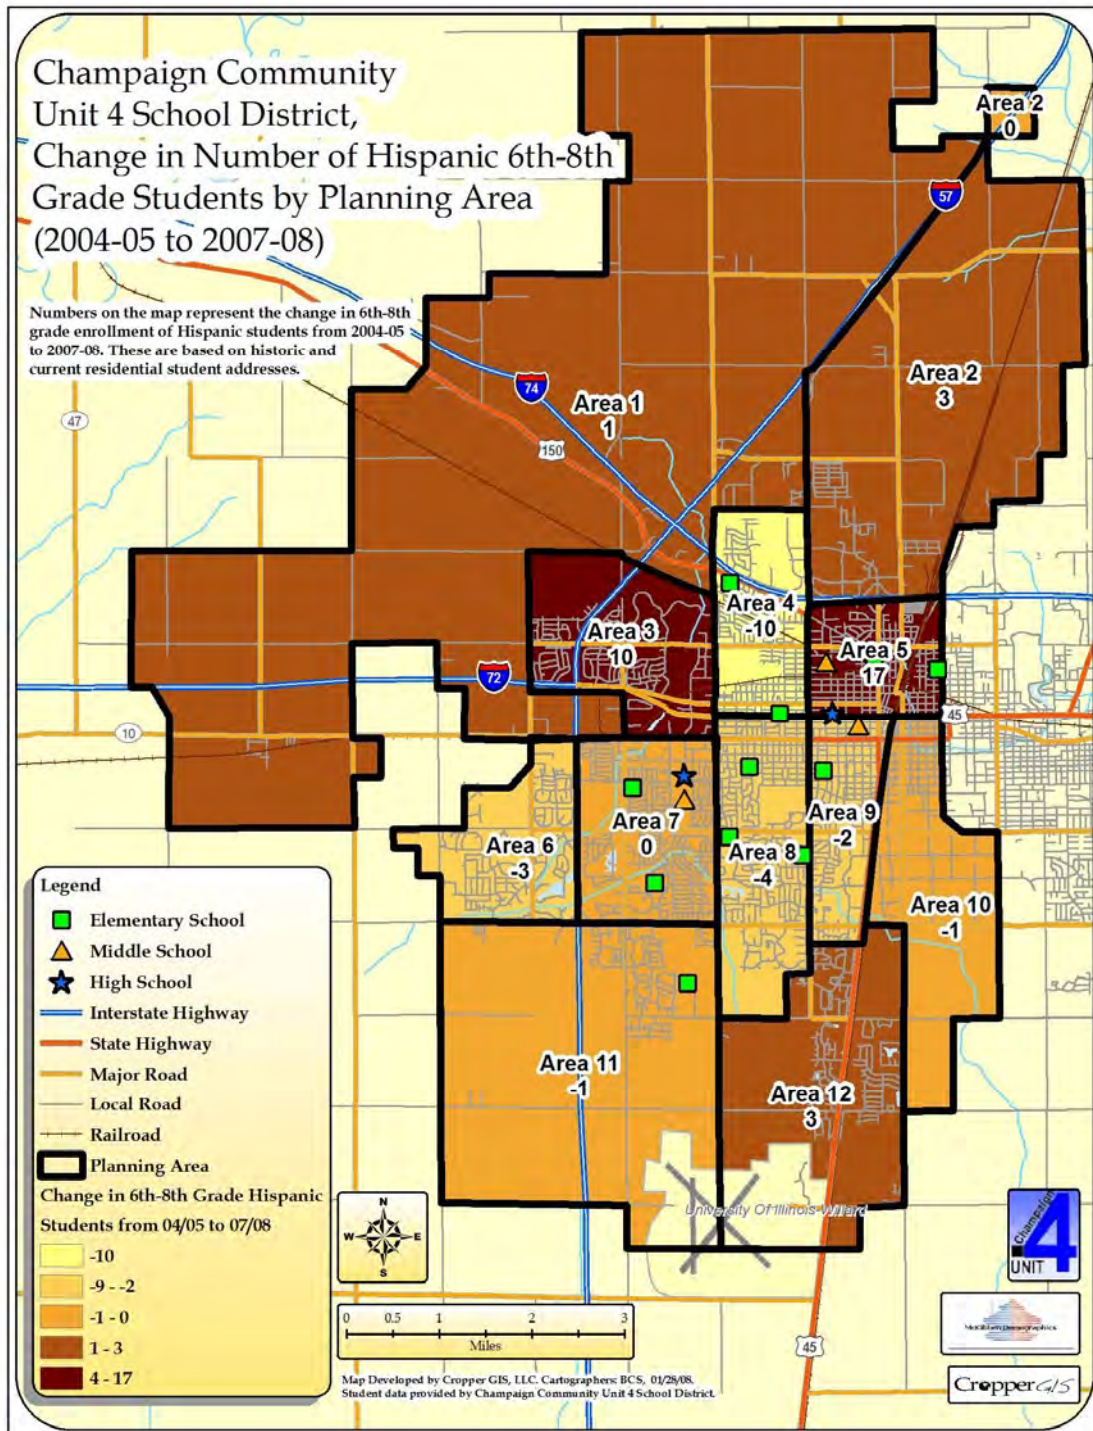 Champaign Community
Unit 4 School District,
Change in Number of Hispanic 6th-8th
Grade Students by Planning Area
(2004-05 to 2007-08)
Numbers on the map represent the change in 6th-8th
grade enrollment of Hispanic students from 2004-05
to 2007-08. These are based on historic and
current residential student addresses.
Area 2
0
57
47
74
Area 1
1
150
Area 2
3
Area 4
-10
Area 3
10
Area 5
17
72
45
10
Area 7
0
Area 9
-2
Area 6
-3
Area 8
-4
Area 10
-1
Area 11
-1
Area 12
3
University Of Illinois-Willard
45
Legend
Elementary School
Middle School
High School
Interstate Highway
State Highway
Major Road
Local Road
Railroad
Planning Area
Change in 6th-8th Grade Hispanic
Students from 04/05 to 07/08
-10
-9 - -2
-1 - 0
1 - 3
4 - 17
N
W E
S
0 0.5 1 2 3
Miles
Map Developed by Cropper GIS, LLC. Cartographers: BCS, 01/28/08.
Student data provided by Champaign Community Unit 4 School District.
Champaign
4
UNIT
McKibben Demographics
Cropper GIS